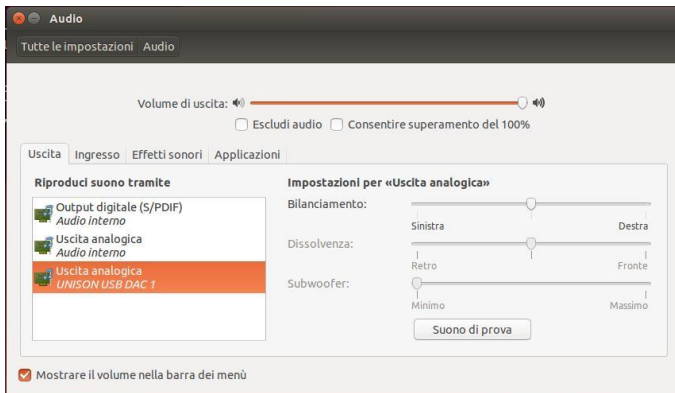 Audio
Tutte le impostazioni Audio
Volume di uscita:
Escludi audio Consentire superamento del 100%
Uscita Ingresso Effetti sonori Applicazioni
Riproduci suono tramite
Output digitale (S/PDIF)
Audio interno
Uscita analogica
Audio interno
Uscita analogica
UNISON USB DAC 1
Impostazioni per «Uscita analogica»
Bilanciamento:
Sinistra Destra
Dissolvenza:
Retro Fronte
Subwoofer:
Minimo Massimo
Suono di prova
Mostrare il volume nella barra dei menù